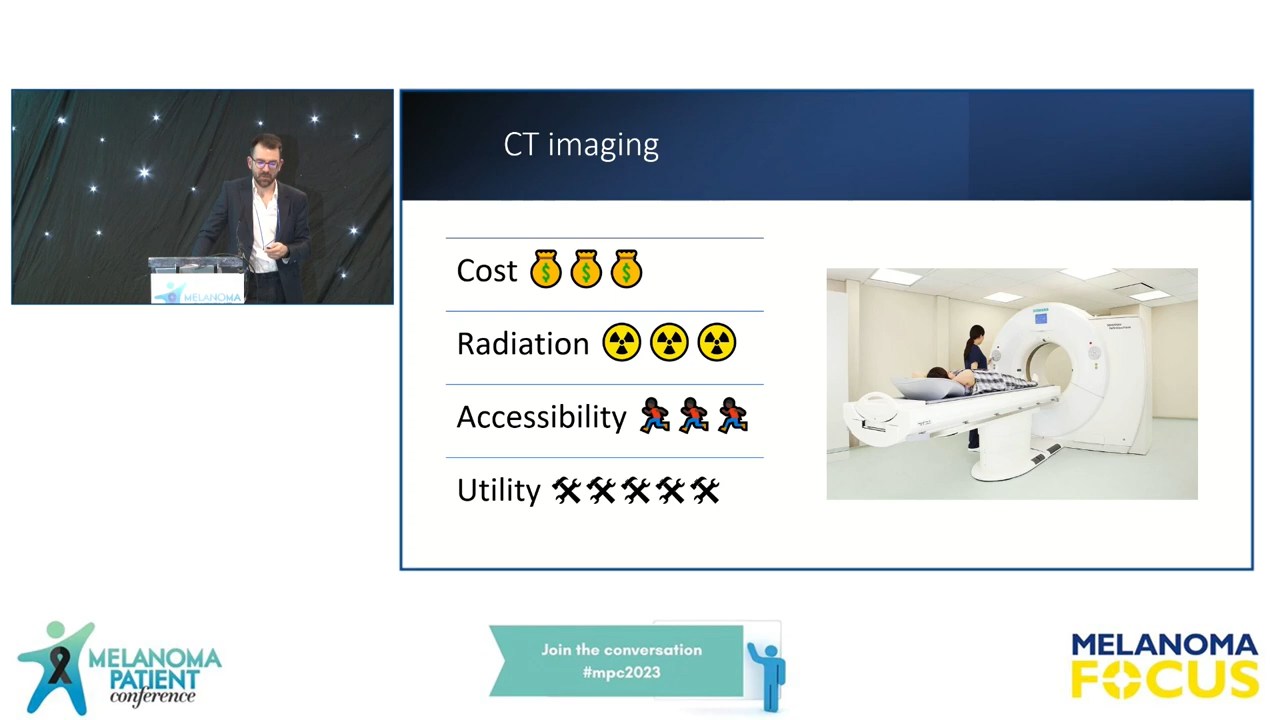 CT imaging
Cost
Radiation
Accessibility
Utility
MELANOMA
MELANOMA
PATIENT
conference
Join the conversation
#mpc2023
MELANOMA
FOCUS